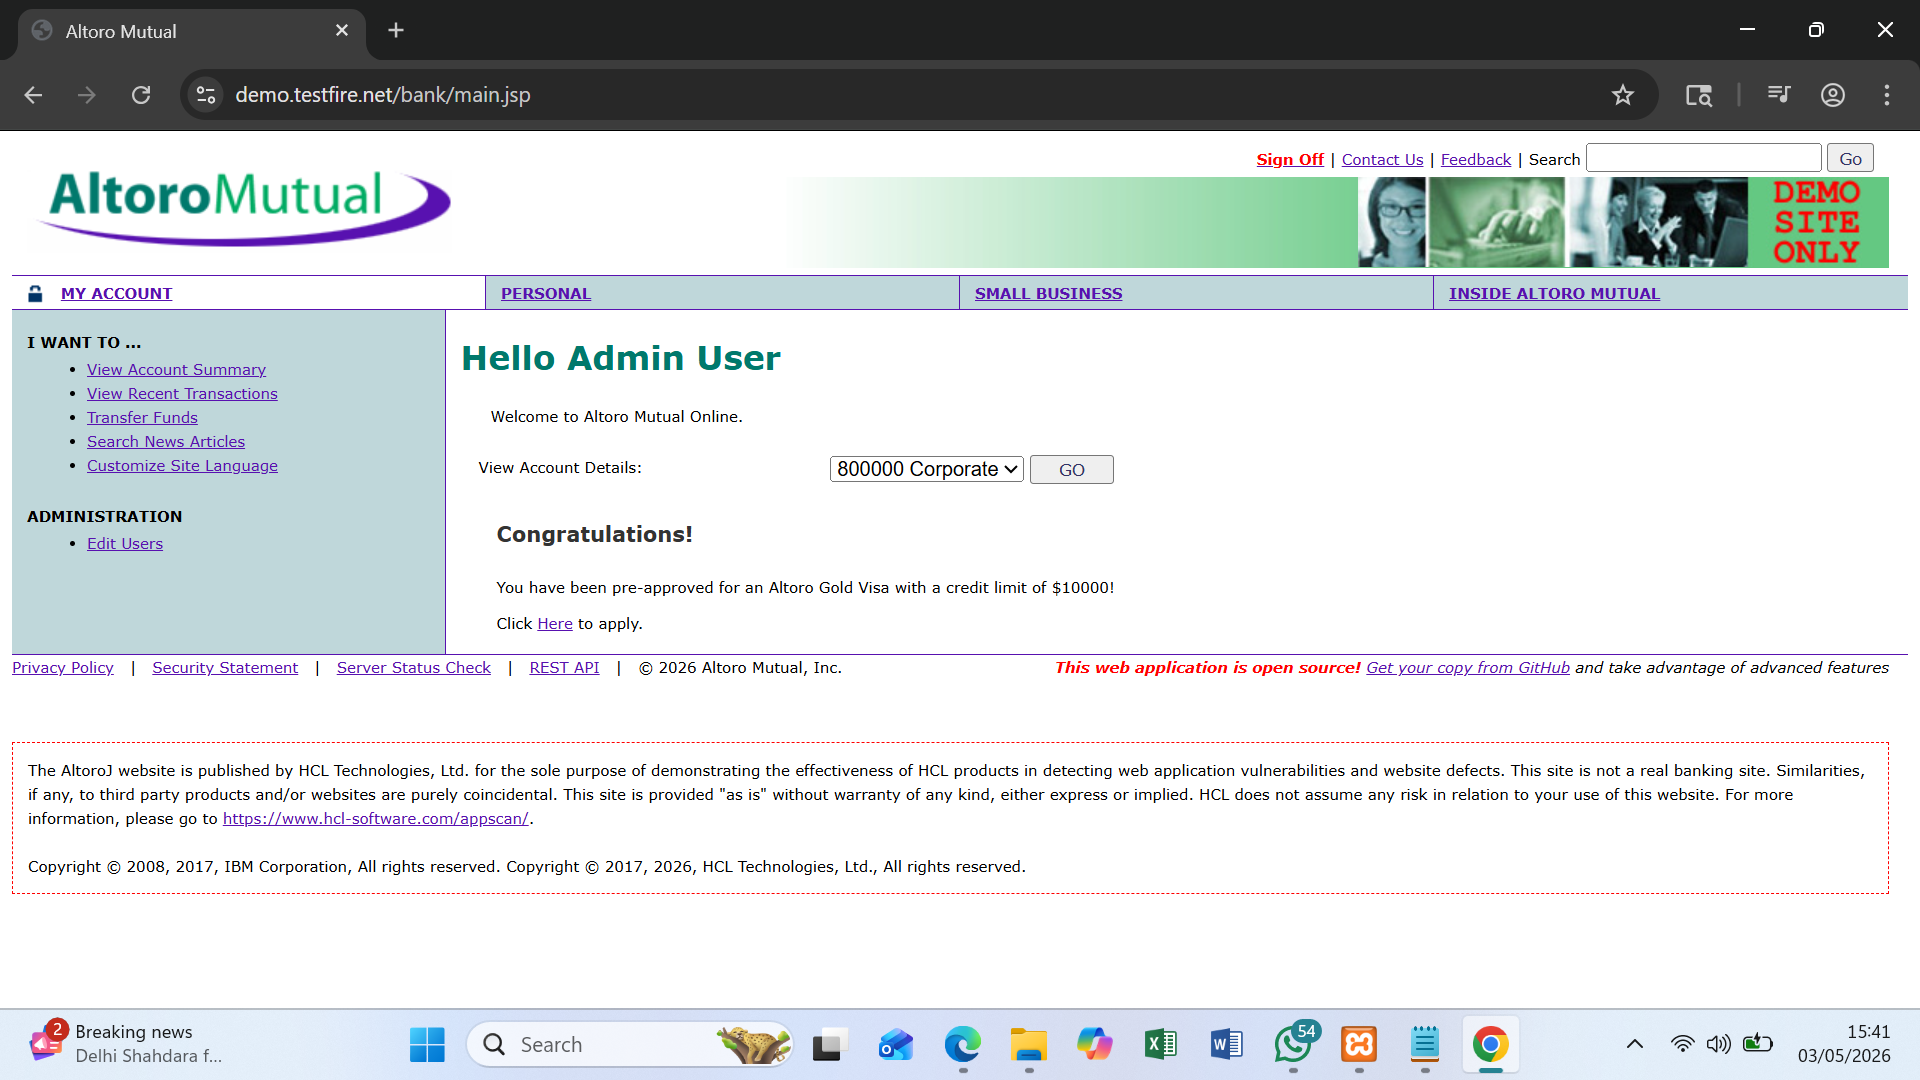 Altoro Mutual
demo.testfire.net/bank/main.jsp
Sign Off | Contact Us | Feedback | Search Go
AltoroMutual
DEMO
SITE
ONLY
MY ACCOUNT
PERSONAL
SMALL BUSINESS
INSIDE ALTORO MUTUAL
I WANT TO ...
• View Account Summary
• View Recent Transactions
• Transfer Funds
• Search News Articles
• Customize Site Language
ADMINISTRATION
• Edit Users
Hello Admin User
Welcome to Altoro Mutual Online.
View Account Details: 800000 Corporate GO
Congratulations!
You have been pre-approved for an Altoro Gold Visa with a credit limit of $10000!
Click Here to apply.
Privacy Policy | Security Statement | Server Status Check | REST API | © 2026 Altoro Mutual, Inc.
This web application is open source! Get your copy from GitHub and take advantage of advanced features
The AltoroJ website is published by HCL Technologies, Ltd. for the sole purpose of demonstrating the effectiveness of HCL products in detecting web application vulnerabilities and website defects. This site is not a real banking site. Similarities,
if any, to third party products and/or websites are purely coincidental. This site is provided "as is" without warranty of any kind, either express or implied. HCL does not assume any risk in relation to your use of this website. For more
information, please go to https://www.hcl-software.com/appscan/.
Copyright © 2008, 2017, IBM Corporation, All rights reserved. Copyright © 2017, 2026, HCL Technologies, Ltd., All rights reserved.
2
Breaking news
Delhi Shahdara f...
Search
54
15:41
03/05/2026